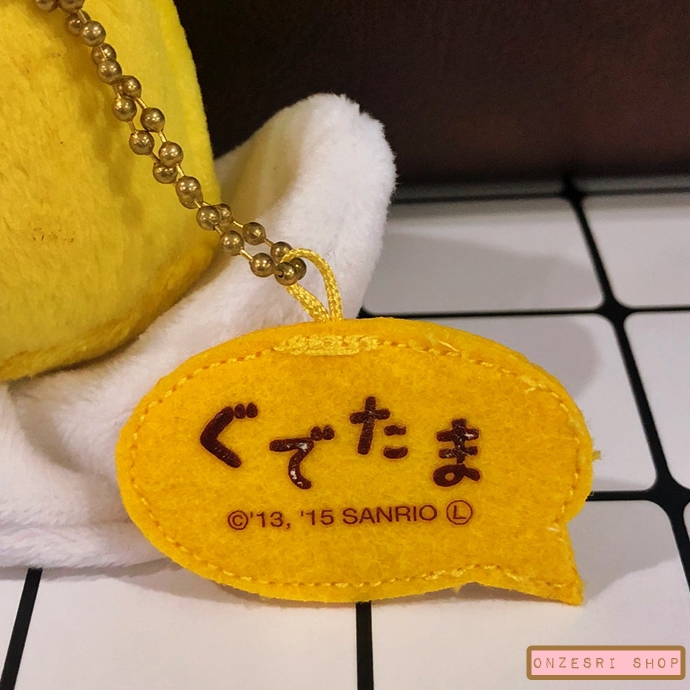 ぐでたま
©'13, '15 SANRIO Ⓛ
ONZESRI SHOP